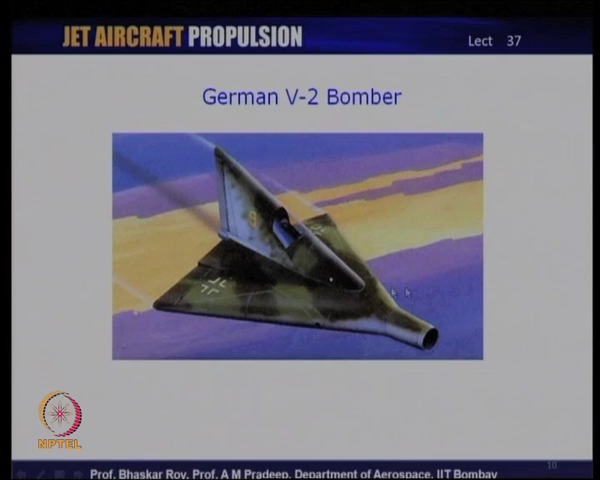 JET AIRCRAFT PROPULSION
Lect 37
German V-2 Bomber
9
NPTEL
10
Prof. Bhaskar Roy, Prof. A M Pradeep, Department of Aerospace, IIT Bombay